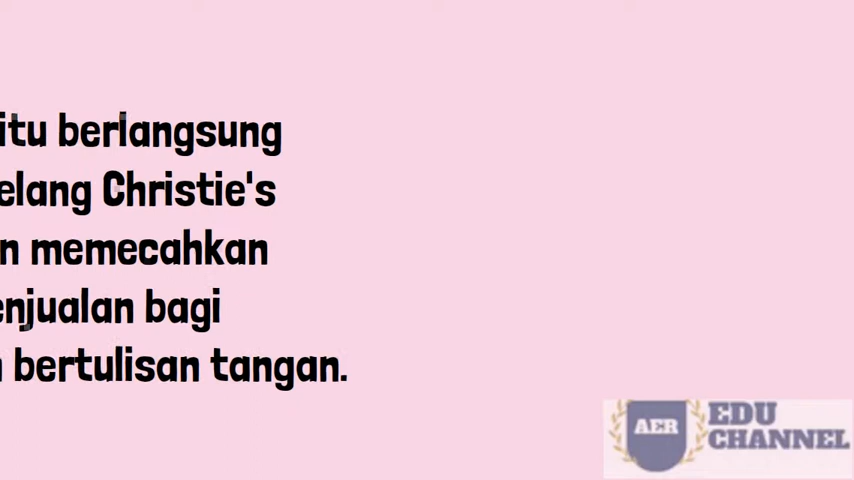 itu berlangsung
elang Christie's
n memecahkan
enjualan bagi
bertulisan tangan.
AER
EDU
CHANNEL